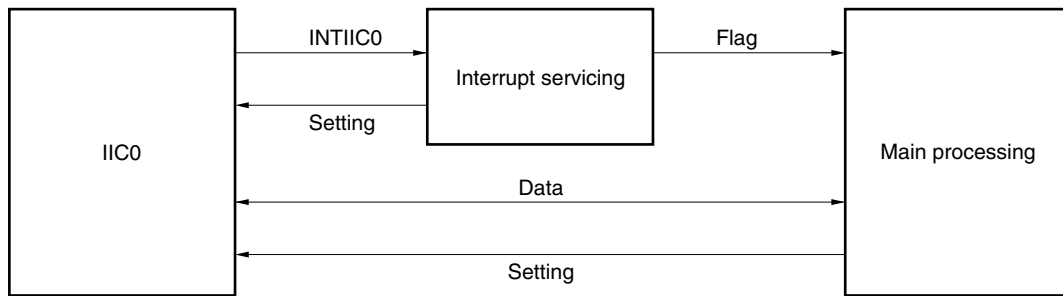 INTIIC0
Flag
Interrupt servicing
Setting
IIC0
Main processing
Data
Setting